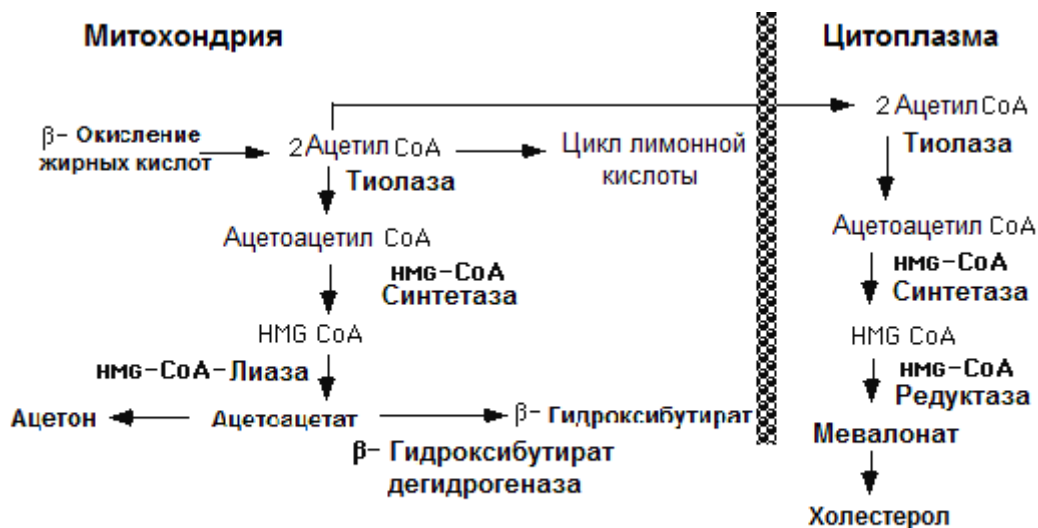 Митохондрия
β- Окисление
жирных кислот
2Ацетил CoA
Цикл лимонной
кислоты
Тиолаза
Ацетоацетил CoA
HMG-CoA
Синтетаза
HMG CoA
HMG-CoA-Лиаза
Ацетон
Ацетоацетат
β- Гидроксибутират
β- Гидроксибутират
дегидрогеназа
Цитоплазма
2 Ацетил CoA
Тиолаза
Ацетоацетил CoA
HMG-CoA
Синтетаза
HMG CoA
HMG-CoA
Редуктаза
Мевалонат
Холестерол